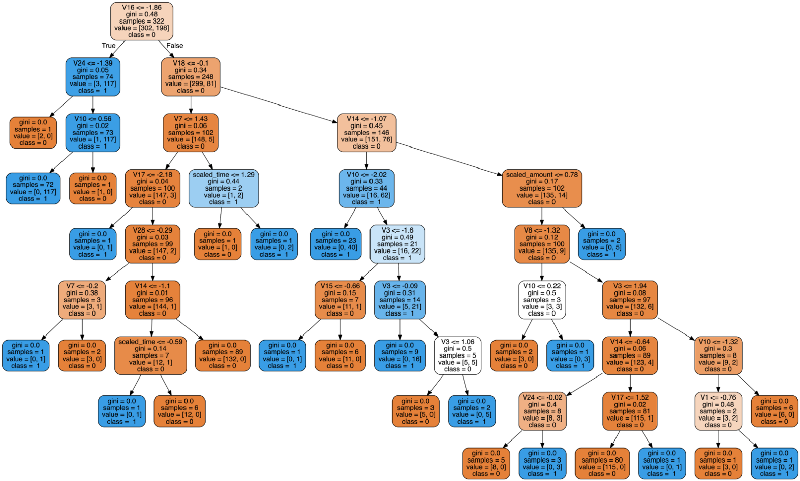 V16 <= -1.86
gini = 0.48
samples = 322
value = [302, 198]
class = 0
True
False
V24 <= -1.39
gini = 0.05
samples = 74
value = [3, 117]
class = 1
V18 <= -0.1
gini = 0.34
samples = 248
value = [299, 81]
class = 0
gini = 0.0
samples = 1
value = [2, 0]
class = 0
V10 <= 0.56
gini = 0.02
samples = 73
value = [1, 117]
class = 1
V7 <= 1.43
gini = 0.06
samples = 102
value = [148, 5]
class = 0
V14 <= -1.07
gini = 0.45
samples = 146
value = [151, 76]
class = 0
gini = 0.0
samples = 72
value = [0, 117]
class = 1
gini = 0.0
samples = 1
value = [1, 0]
class = 0
V17 <= -2.18
gini = 0.04
samples = 100
value = [147, 3]
class = 0
scaled_time <= 1.29
gini = 0.44
samples = 2
value = [1, 2]
class = 1
V10 <= -2.02
gini = 0.33
samples = 44
value = [16, 62]
class = 1
scaled_amount <= 0.78
gini = 0.17
samples = 102
value = [135, 14]
class = 0
gini = 0.0
samples = 1
value = [0, 1]
class = 1
V28 <= -0.29
gini = 0.03
samples = 99
value = [147, 2]
class = 0
gini = 0.0
samples = 1
value = [1, 0]
class = 0
gini = 0.0
samples = 1
value = [0, 2]
class = 1
gini = 0.0
samples = 23
value = [0, 40]
class = 1
V3 <= -1.6
gini = 0.49
samples = 21
value = [16, 22]
class = 1
V8 <= -1.32
gini = 0.12
samples = 100
value = [135, 9]
class = 0
gini = 0.0
samples = 2
value = [0, 5]
class = 1
V7 <= -0.2
gini = 0.38
samples = 3
value = [3, 1]
class = 0
V14 <= -1.1
gini = 0.01
samples = 96
value = [144, 1]
class = 0
V15 <= -0.66
gini = 0.15
samples = 7
value = [11, 1]
class = 0
V3 <= -0.09
gini = 0.31
samples = 14
value = [5, 21]
class = 1
V10 <= 0.22
gini = 0.5
samples = 3
value = [3, 3]
class = 0
V3 <= 1.94
gini = 0.08
samples = 97
value = [132, 6]
class = 0
gini = 0.0
samples = 1
value = [0, 1]
class = 1
gini = 0.0
samples = 2
value = [3, 0]
class = 0
scaled_time <= -0.59
gini = 0.14
samples = 7
value = [12, 1]
class = 0
gini = 0.0
samples = 89
value = [132, 0]
class = 0
gini = 0.0
samples = 1
value = [0, 1]
class = 1
gini = 0.0
samples = 6
value = [11, 0]
class = 0
gini = 0.0
samples = 9
value = [0, 16]
class = 1
V3 <= 1.06
gini = 0.5
samples = 5
value = [5, 5]
class = 0
gini = 0.0
samples = 2
value = [3, 0]
class = 0
gini = 0.0
samples = 1
value = [0, 3]
class = 1
V14 <= -0.64
gini = 0.06
samples = 89
value = [123, 4]
class = 0
V10 <= -1.32
gini = 0.3
samples = 8
value = [9, 2]
class = 0
gini = 0.0
samples = 1
value = [0, 1]
class = 1
gini = 0.0
samples = 6
value = [12, 0]
class = 0
gini = 0.0
samples = 3
value = [5, 0]
class = 0
gini = 0.0
samples = 2
value = [0, 5]
class = 1
V24 <= -0.02
gini = 0.4
samples = 8
value = [8, 3]
class = 0
V17 <= 1.52
gini = 0.02
samples = 81
value = [115, 1]
class = 0
V1 <= -0.76
gini = 0.48
samples = 2
value = [3, 2]
class = 0
gini = 0.0
samples = 6
value = [6, 0]
class = 0
gini = 0.0
samples = 5
value = [8, 0]
class = 0
gini = 0.0
samples = 3
value = [0, 3]
class = 1
gini = 0.0
samples = 80
value = [115, 0]
class = 0
gini = 0.0
samples = 1
value = [0, 1]
class = 1
gini = 0.0
samples = 1
value = [3, 0]
class = 0
gini = 0.0
samples = 1
value = [0, 2]
class = 1